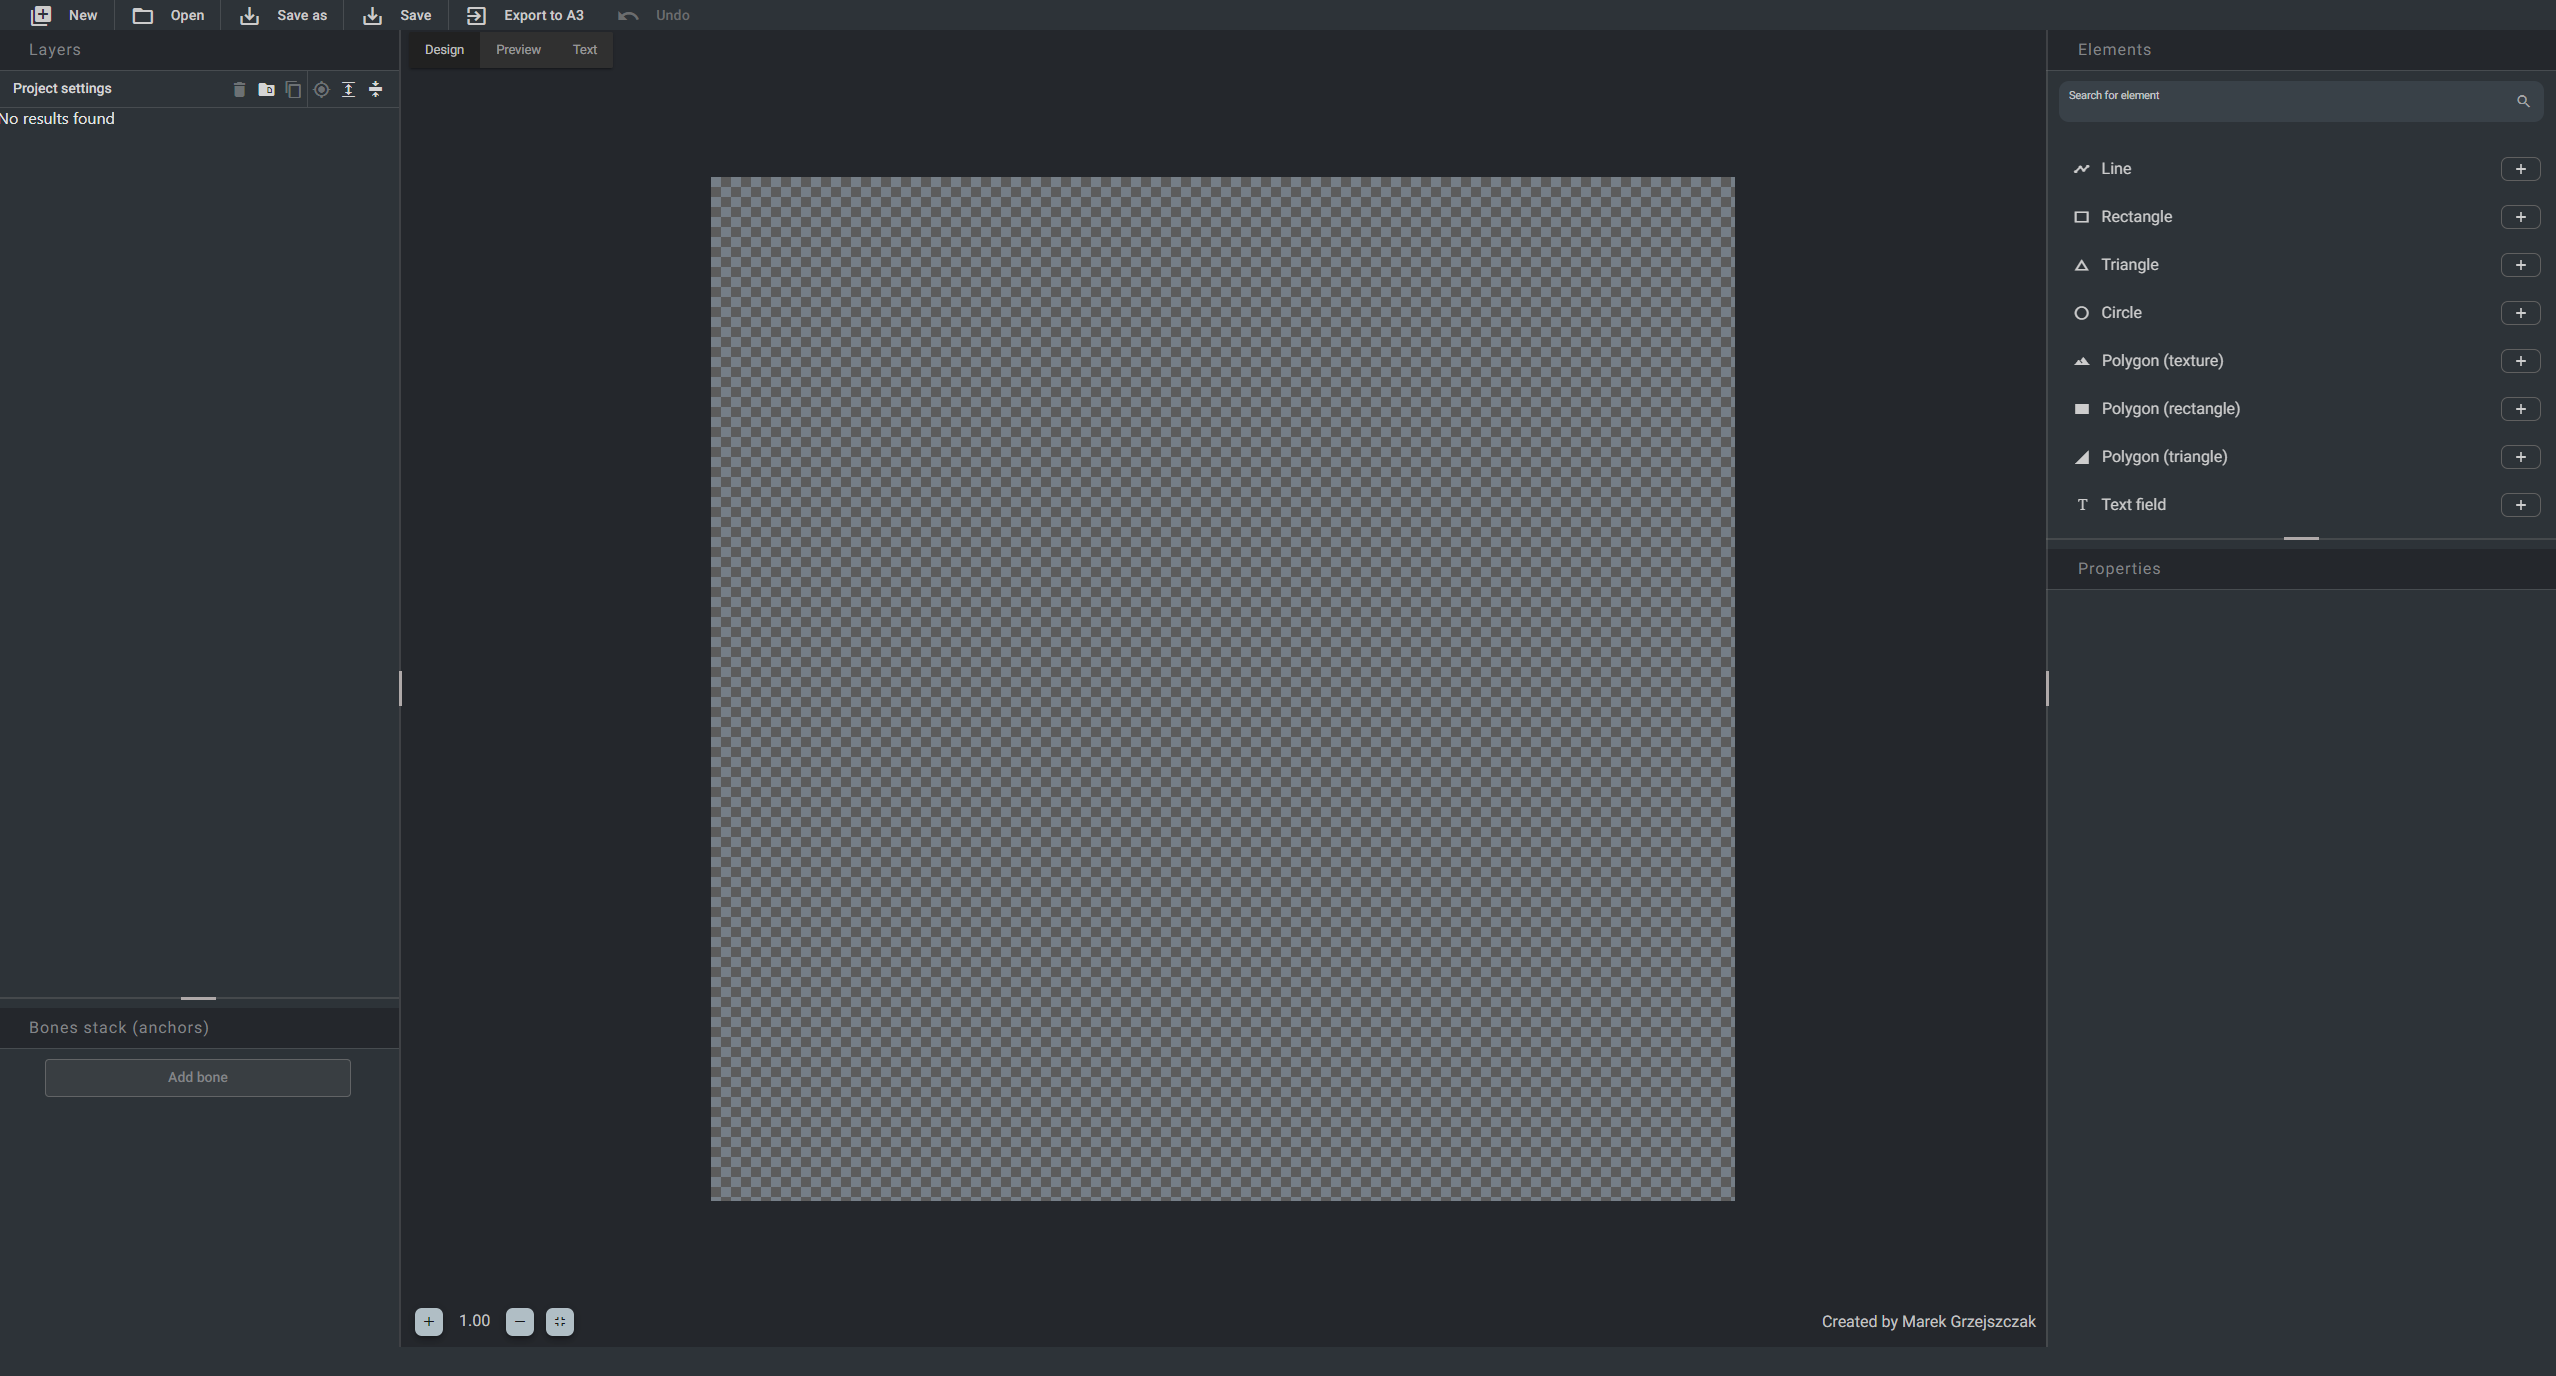 New Open Save as Save Export to A3 Undo
Layers
Project settings
No results found
Bones stack (anchors)
Add bone
Design Preview Text
1.00
Created by Marek Grzejszczak
Elements
Search for element
Line
Rectangle
Triangle
Circle
Polygon (texture)
Polygon (rectangle)
Polygon (triangle)
T Text field
Properties